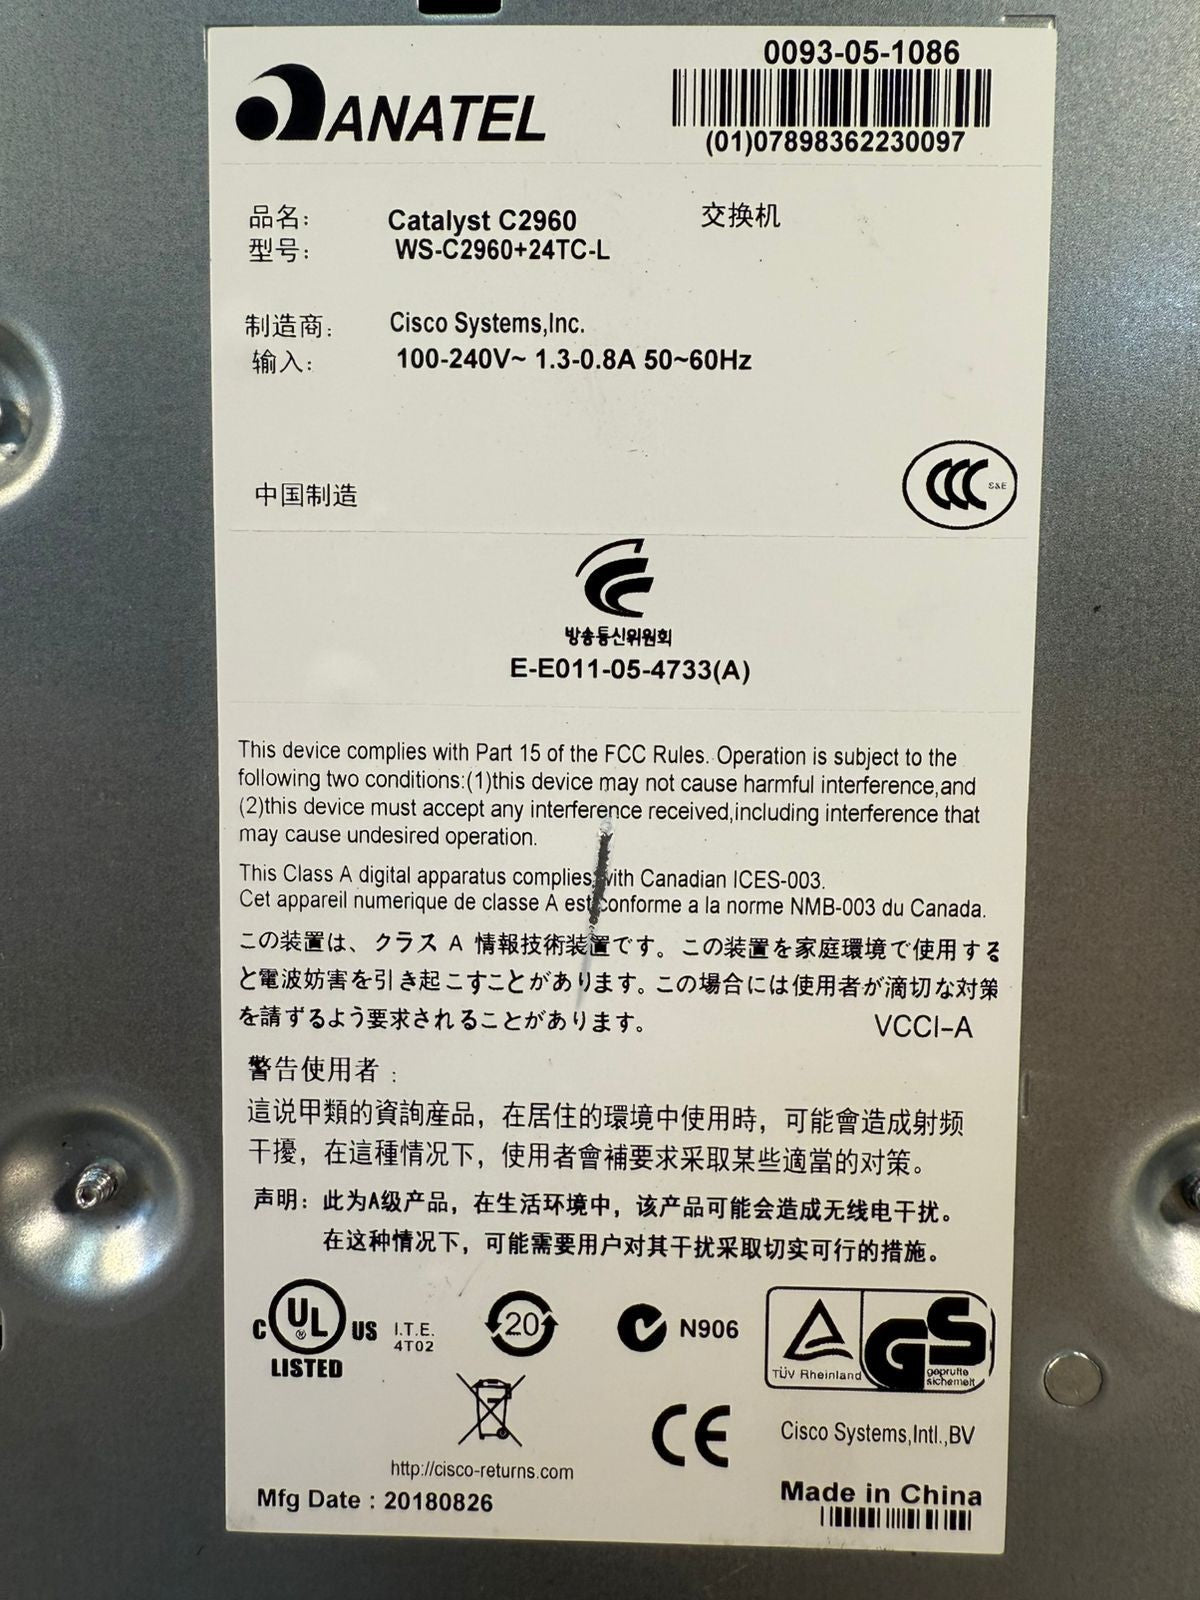 0093-05-1086
ANATEL
(01)07898362230097
品名: Catalyst C2960 交换机
型号: WS-C2960+24TC-L
制造商: Cisco Systems,Inc.
输入: 100-240V~ 1.3-0.8A 50~60Hz
中国制造
CCC S&E
방송통신위원회
E-E011-05-4733(A)
This device complies with Part 15 of the FCC Rules. Operation is subject to the
following two conditions:(1)this device may not cause harmful interference,and
(2)this device must accept any interference received,including interference that
may cause undesired operation.
This Class A digital apparatus complies with Canadian ICES-003.
Cet appareil numerique de classe A est conforme a la norme NMB-003 du Canada.
この装置は、クラス A 情報技術装置です。この装置を家庭環境で使用する
と電波妨害を引き起こすことがあります。この場合には使用者が滴切な対策
を請ずるよう要求されることがあります。 VCCI-A
警告使用者:
這说甲類的資詢産品，在居住的環境中使用時，可能會造成射频
干擾，在這種情况下，使用者會補要求采取某些適當的对策。
声明: 此为A级产品，在生活环境中，该产品可能会造成无线电干扰。
在这种情况下，可能需要用户对其干扰采取切实可行的措施。
C UL ® US LISTED I.T.E. 4T02
20
N906
TÜV Rheinland GS geprufte sichemeit
CE
Cisco Systems,Intl.,BV
http://cisco-returns.com
Mfg Date : 20180826
Made in China